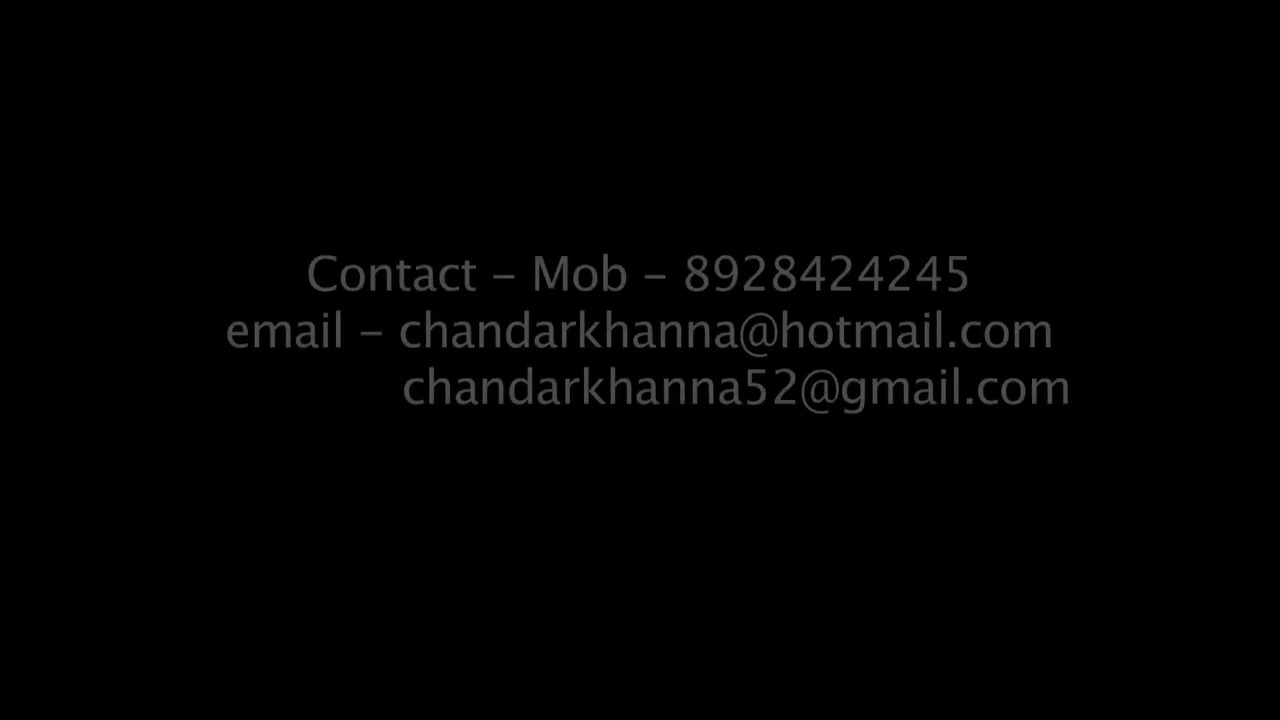 Contact – Mob – 8928424245
email – chandarkhanna@hotmail.com
chandarkhanna52@gmail.com